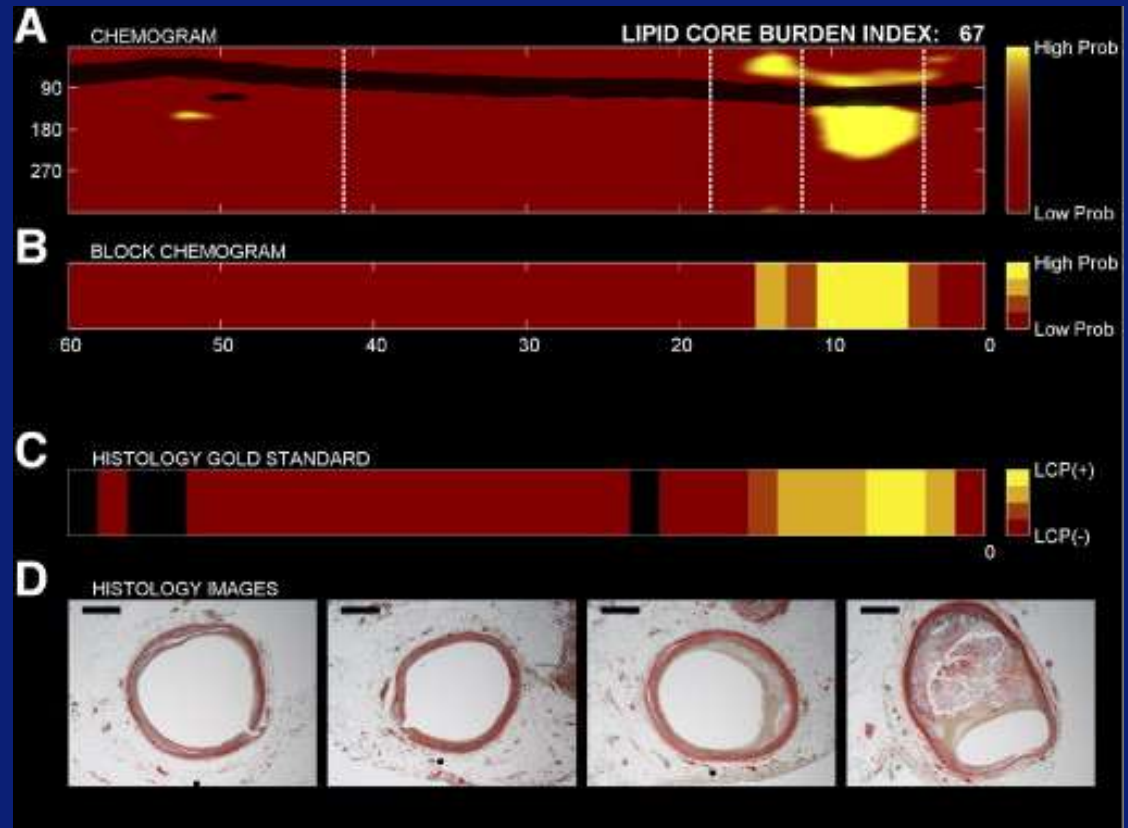 A
CHEMOGRAM
LIPID CORE BURDEN INDEX: 67
High Prob
90
180
270
Low Prob
B
BLOCK CHEMOGRAM
High Prob
Low Prob
60 50 40 30 20 10 0
C
HISTOLOGY GOLD STANDARD
LCP(+)
LCP(-)
0
D
HISTOLOGY IMAGES